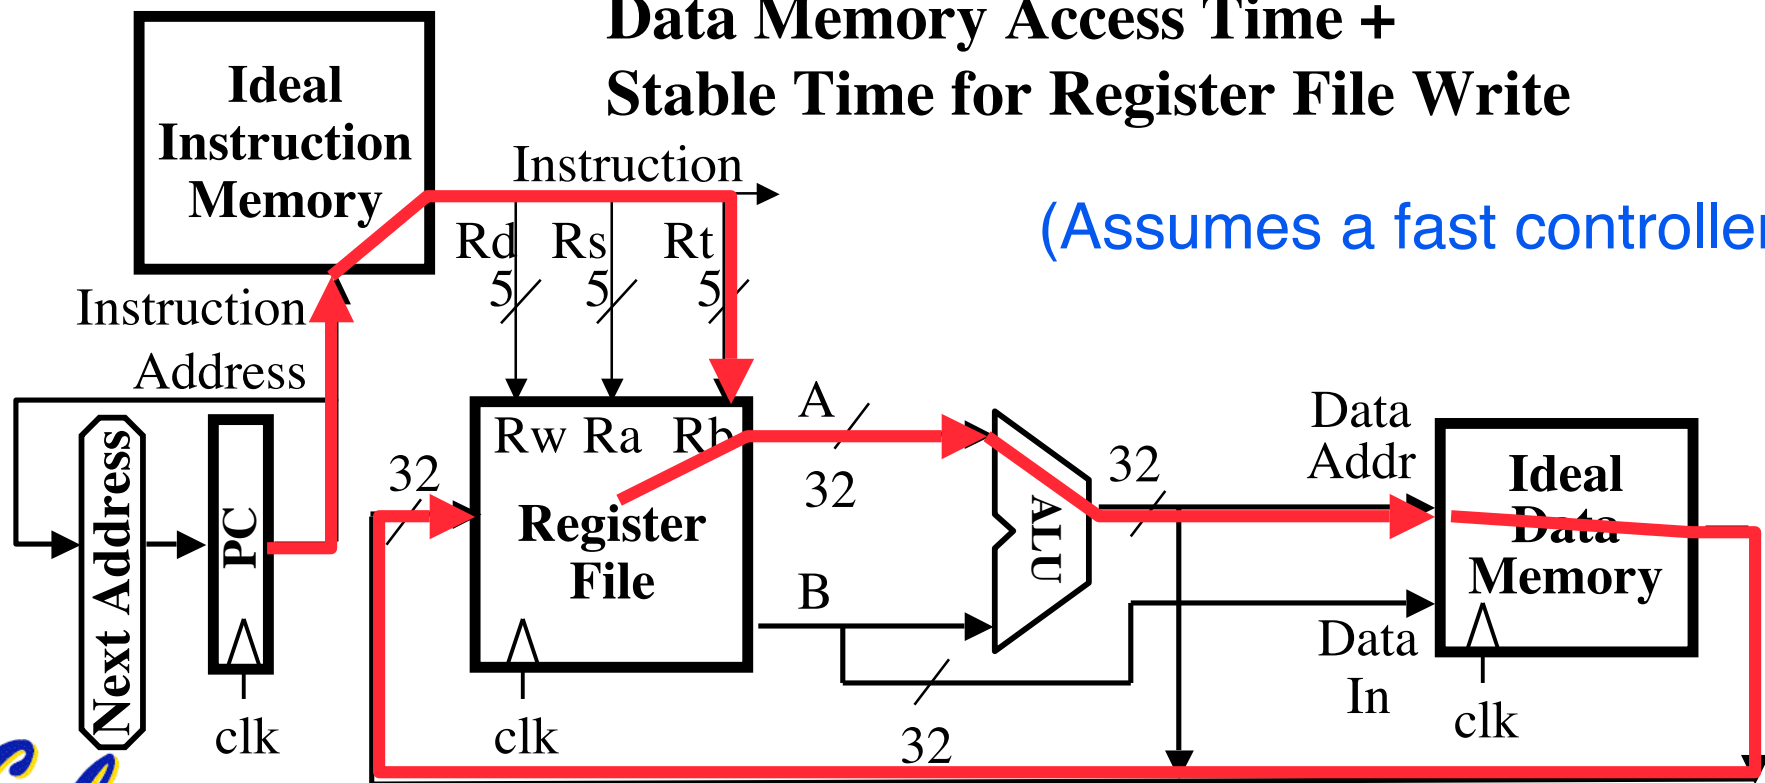 Data Memory Access Time +
Stable Time for Register File Write
Ideal
Instruction
Memory
Instruction
(Assumes a fast controller
Rd Rs Rt
5 5 5
Instruction
Address
Next Address
PC
clk
32
Rw Ra Rb
Register
File
clk
A
32
B
32
ALU
32
Data
Addr
Ideal
Data
Memory
Data
In
clk